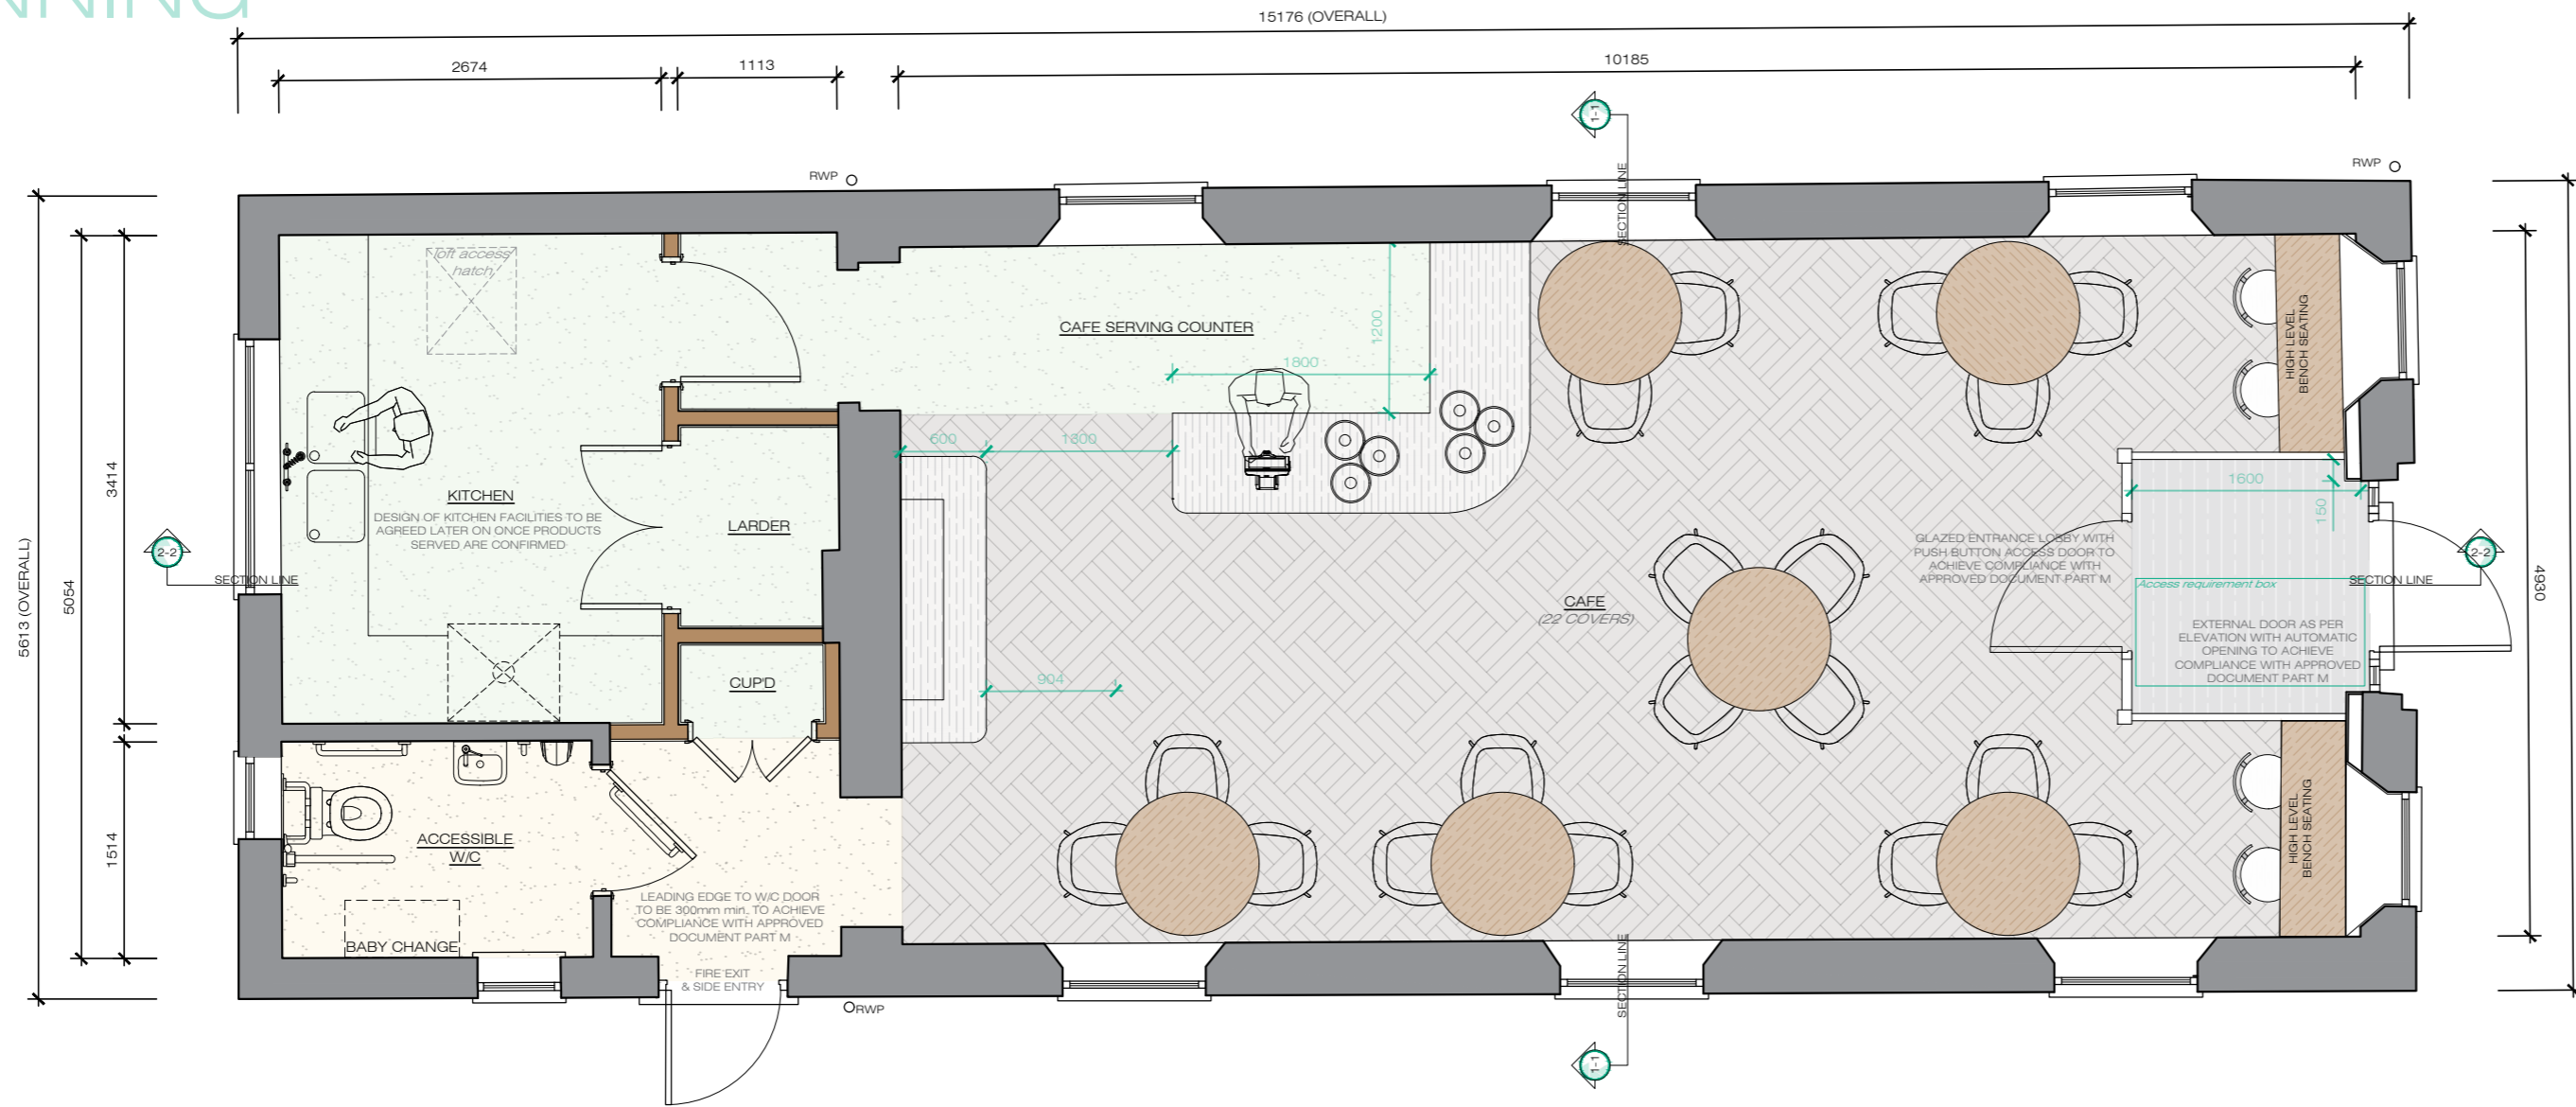 15176 (OVERALL)
2674
1113
10185
1-1
SECTION LINE
RWP
RWP
loft access
hatch
CAFE SERVING COUNTER
1200
1800
HIGH LEVEL
BENCH SEATING
5613 (OVERALL)
5054
3414
1514
600
1300
KITCHEN
DESIGN OF KITCHEN FACILITIES TO BE
AGREED LATER ON ONCE PRODUCTS
SERVED ARE CONFIRMED
LARDER
1600
150
2-2
SECTION LINE
GLAZED ENTRANCE LOBBY WITH
PUSH BUTTON ACCESS DOOR TO
ACHIEVE COMPLIANCE WITH
APPROVED DOCUMENT PART M
2-2
SECTION LINE
4930
Access requirement box
CAFE
(22 COVERS)
EXTERNAL DOOR AS PER
ELEVATION WITH AUTOMATIC
OPENING TO ACHIEVE
COMPLIANCE WITH APPROVED
DOCUMENT PART M
CUP'D
904
ACCESSIBLE
W/C
HIGH LEVEL
BENCH SEATING
LEADING EDGE TO W/C DOOR
TO BE 300mm min. TO ACHIEVE
COMPLIANCE WITH APPROVED
DOCUMENT PART M
BABY CHANGE
FIRE EXIT
& SIDE ENTRY
RWP
SECTION LINE
1-1